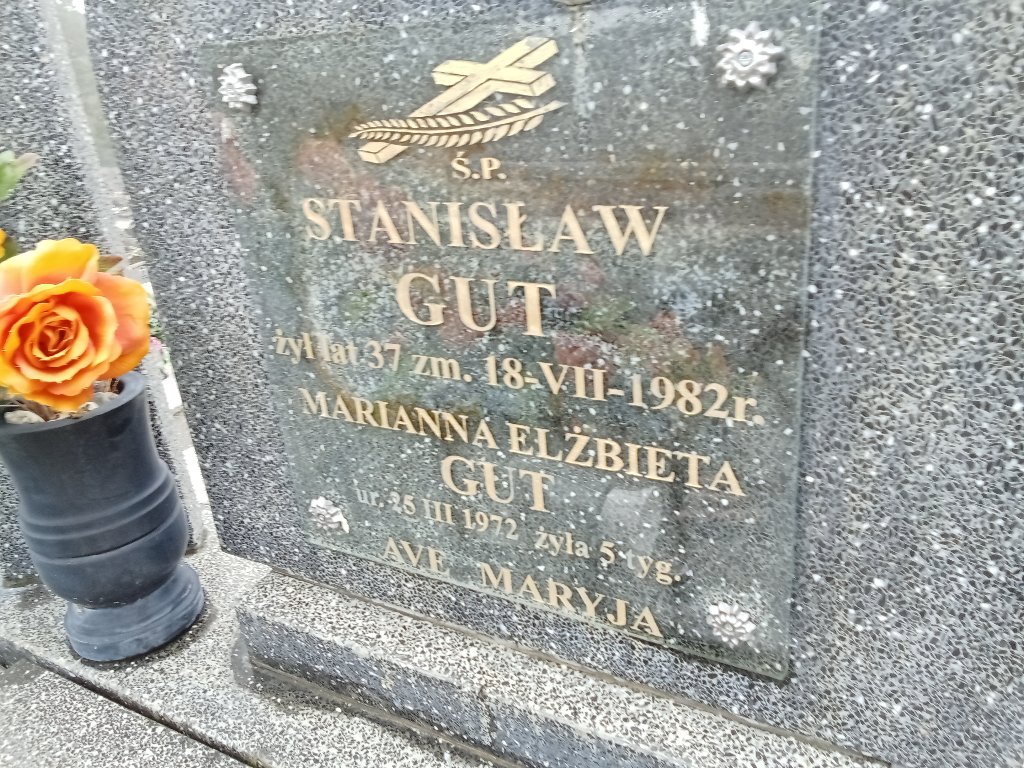 Ś.P.
STANISŁAW
GUT
żył lat 37 zm. 18-VII-1982r.
MARIANNA ELŻBIETA
GUT
ur. 25 III 1972 żyła 5 tyg.
AVE MARYJA